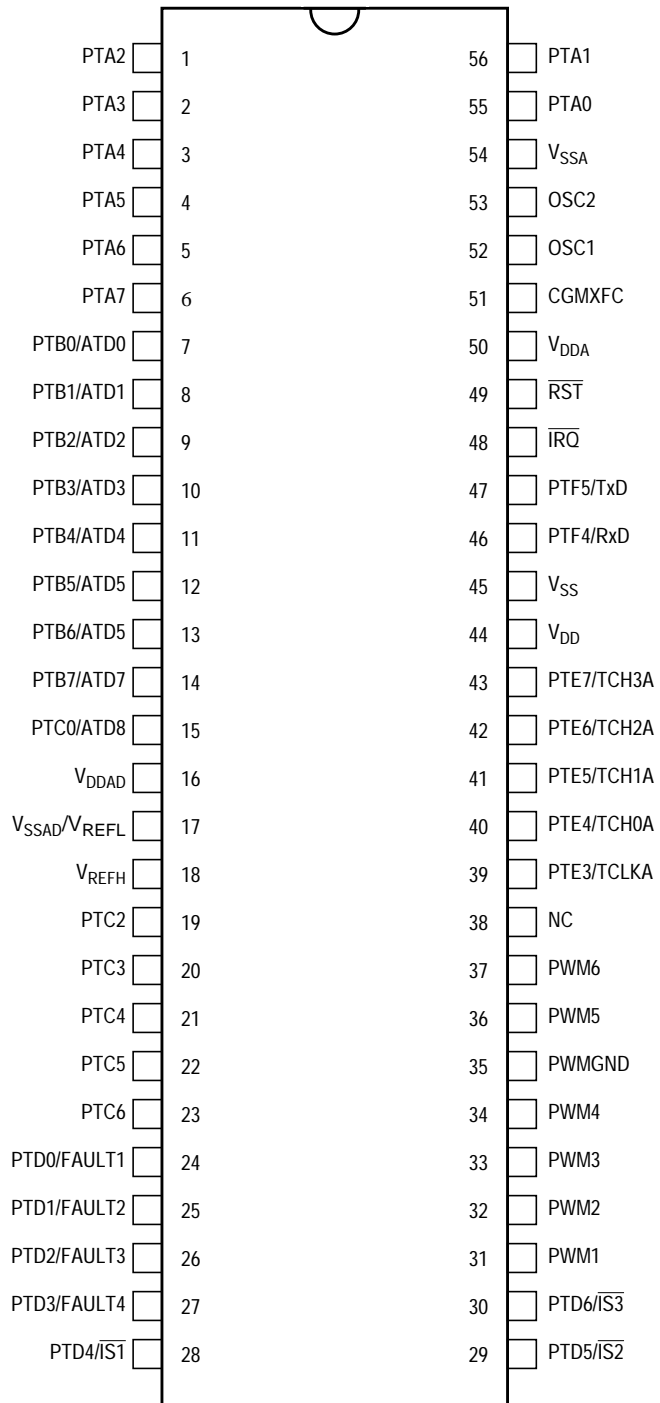 PTA2 1 56 PTA1
PTA3 2 55 PTA0
PTA4 3 54 VSSA
PTA5 4 53 OSC2
PTA6 5 52 OSC1
PTA7 6 51 CGMXFC
PTB0/ATD0 7 50 VDDA
PTB1/ATD1 8 49 R̅S̅T̅
PTB2/ATD2 9 48 I̅R̅Q̅
PTB3/ATD3 10 47 PTF5/TxD
PTB4/ATD4 11 46 PTF4/RxD
PTB5/ATD5 12 45 VSS
PTB6/ATD5 13 44 VDD
PTB7/ATD7 14 43 PTE7/TCH3A
PTC0/ATD8 15 42 PTE6/TCH2A
VDDAD 16 41 PTE5/TCH1A
VSSAD/VREFL 17 40 PTE4/TCH0A
VREFH 18 39 PTE3/TCLKA
PTC2 19 38 NC
PTC3 20 37 PWM6
PTC4 21 36 PWM5
PTC5 22 35 PWMGND
PTC6 23 34 PWM4
PTD0/FAULT1 24 33 PWM3
PTD1/FAULT2 25 32 PWM2
PTD2/FAULT3 26 31 PWM1
PTD3/FAULT4 27 30 PTD6/I̅S̅3̅
PTD4/I̅S̅1̅ 28 29 PTD5/I̅S̅2̅